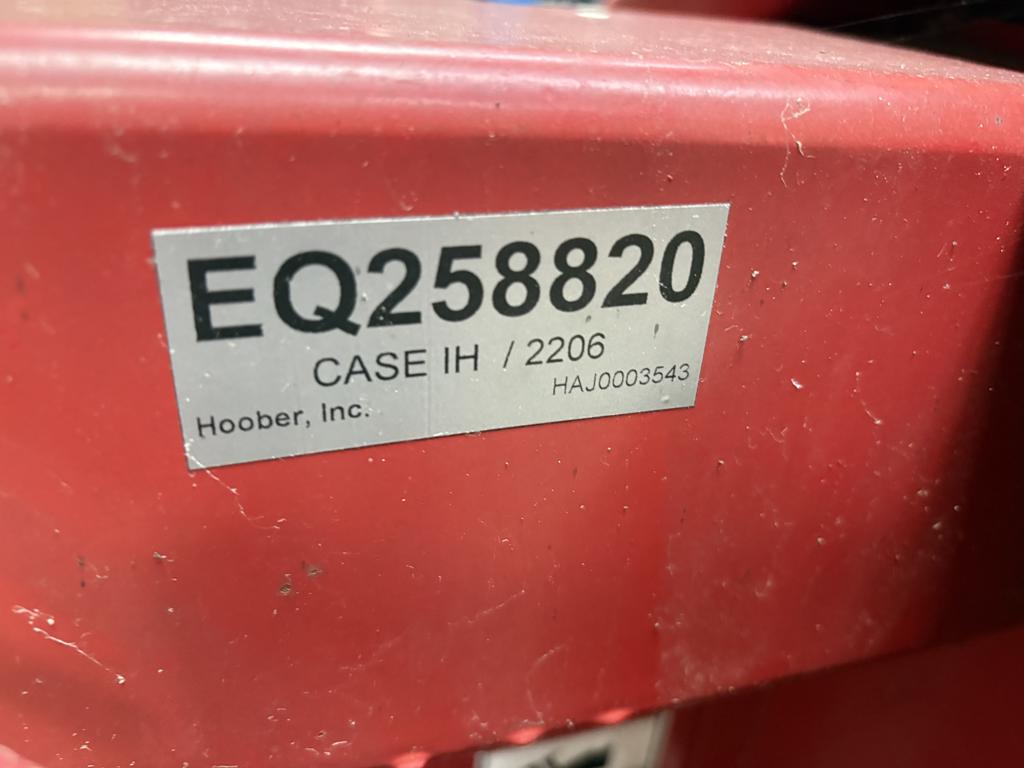 EQ258820
CASE IH / 2206
HAJ0003543
Hoober, Inc.